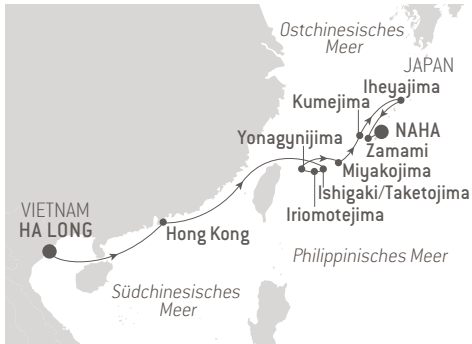 Ostchinesisches
Meer
JAPAN
Iheyajima
Kumejima
NAHA
Yonagynijima
Zamami
Miyakojima
Ishigaki/Taketojima
Iriomotejima
VIETNAM
HA LONG
Hong Kong
Philippinisches Meer
Südchinesisches
Meer